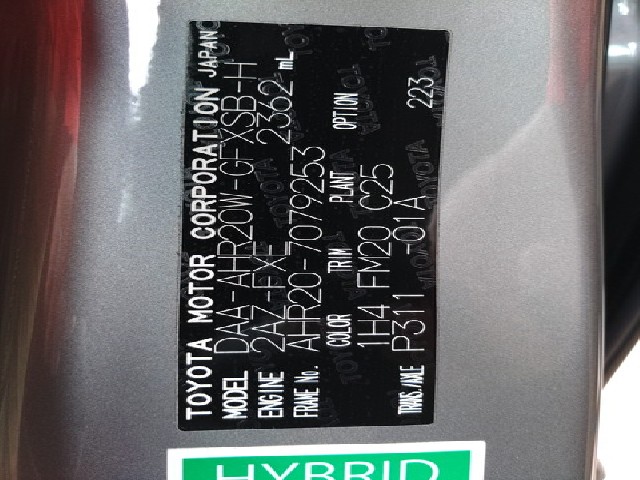 TOYOTA MOTOR CORPORATION JAPAN
MODEL DAA-AHR20W-GFXSB-H
ENGINE 2AZ-FXE 2362 mL
FRAME No. AHR20-7079253
COLOR TRIM PLANT OPTION
1H4 FM20 C25
TRANS/AXLE P311 -01A 223
HYBRID